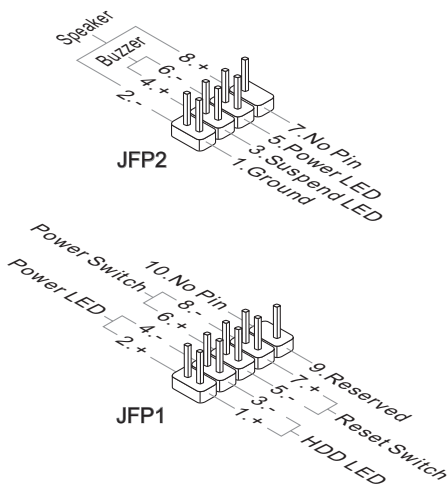 Speaker
Buzzer
8.+
6.-
4.+
2.-
7.No Pin
5.Power LED
3.Suspend LED
1.Ground
JFP2
Power Switch
Power LED
10.No Pin
8.-
6.+
4.-
2.+
9.Reserved
7.+
5.-
3.-
1.+
Reset Switch
HDD LED
JFP1